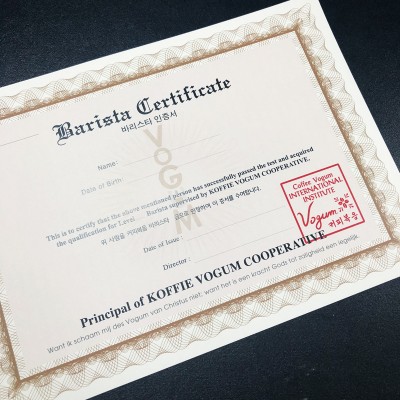 Barista Certificate
바리스타 인증서
VOGUM
Name:
Date of Birth:
This is to certify that the above mentioned person has successfully passed the test and acquired
the qualification for Level Barista supervised by KOFFIE VOGUM COOPERATIVE.
위 사람을 커피복음 바리스타 급으로 인정하여 이 증서를 수여합니다.
Date of Issue :
Director :
Coffee Vogum
INTERNATIONAL
INSTITUTE
Vogum.
커피복음
Principal of KOFFIE VOGUM COOPERATIVE
Want ik schaam mij des Vogum van Christus niet; want het is een kracht Gods tot zaligheid een iegelijk.